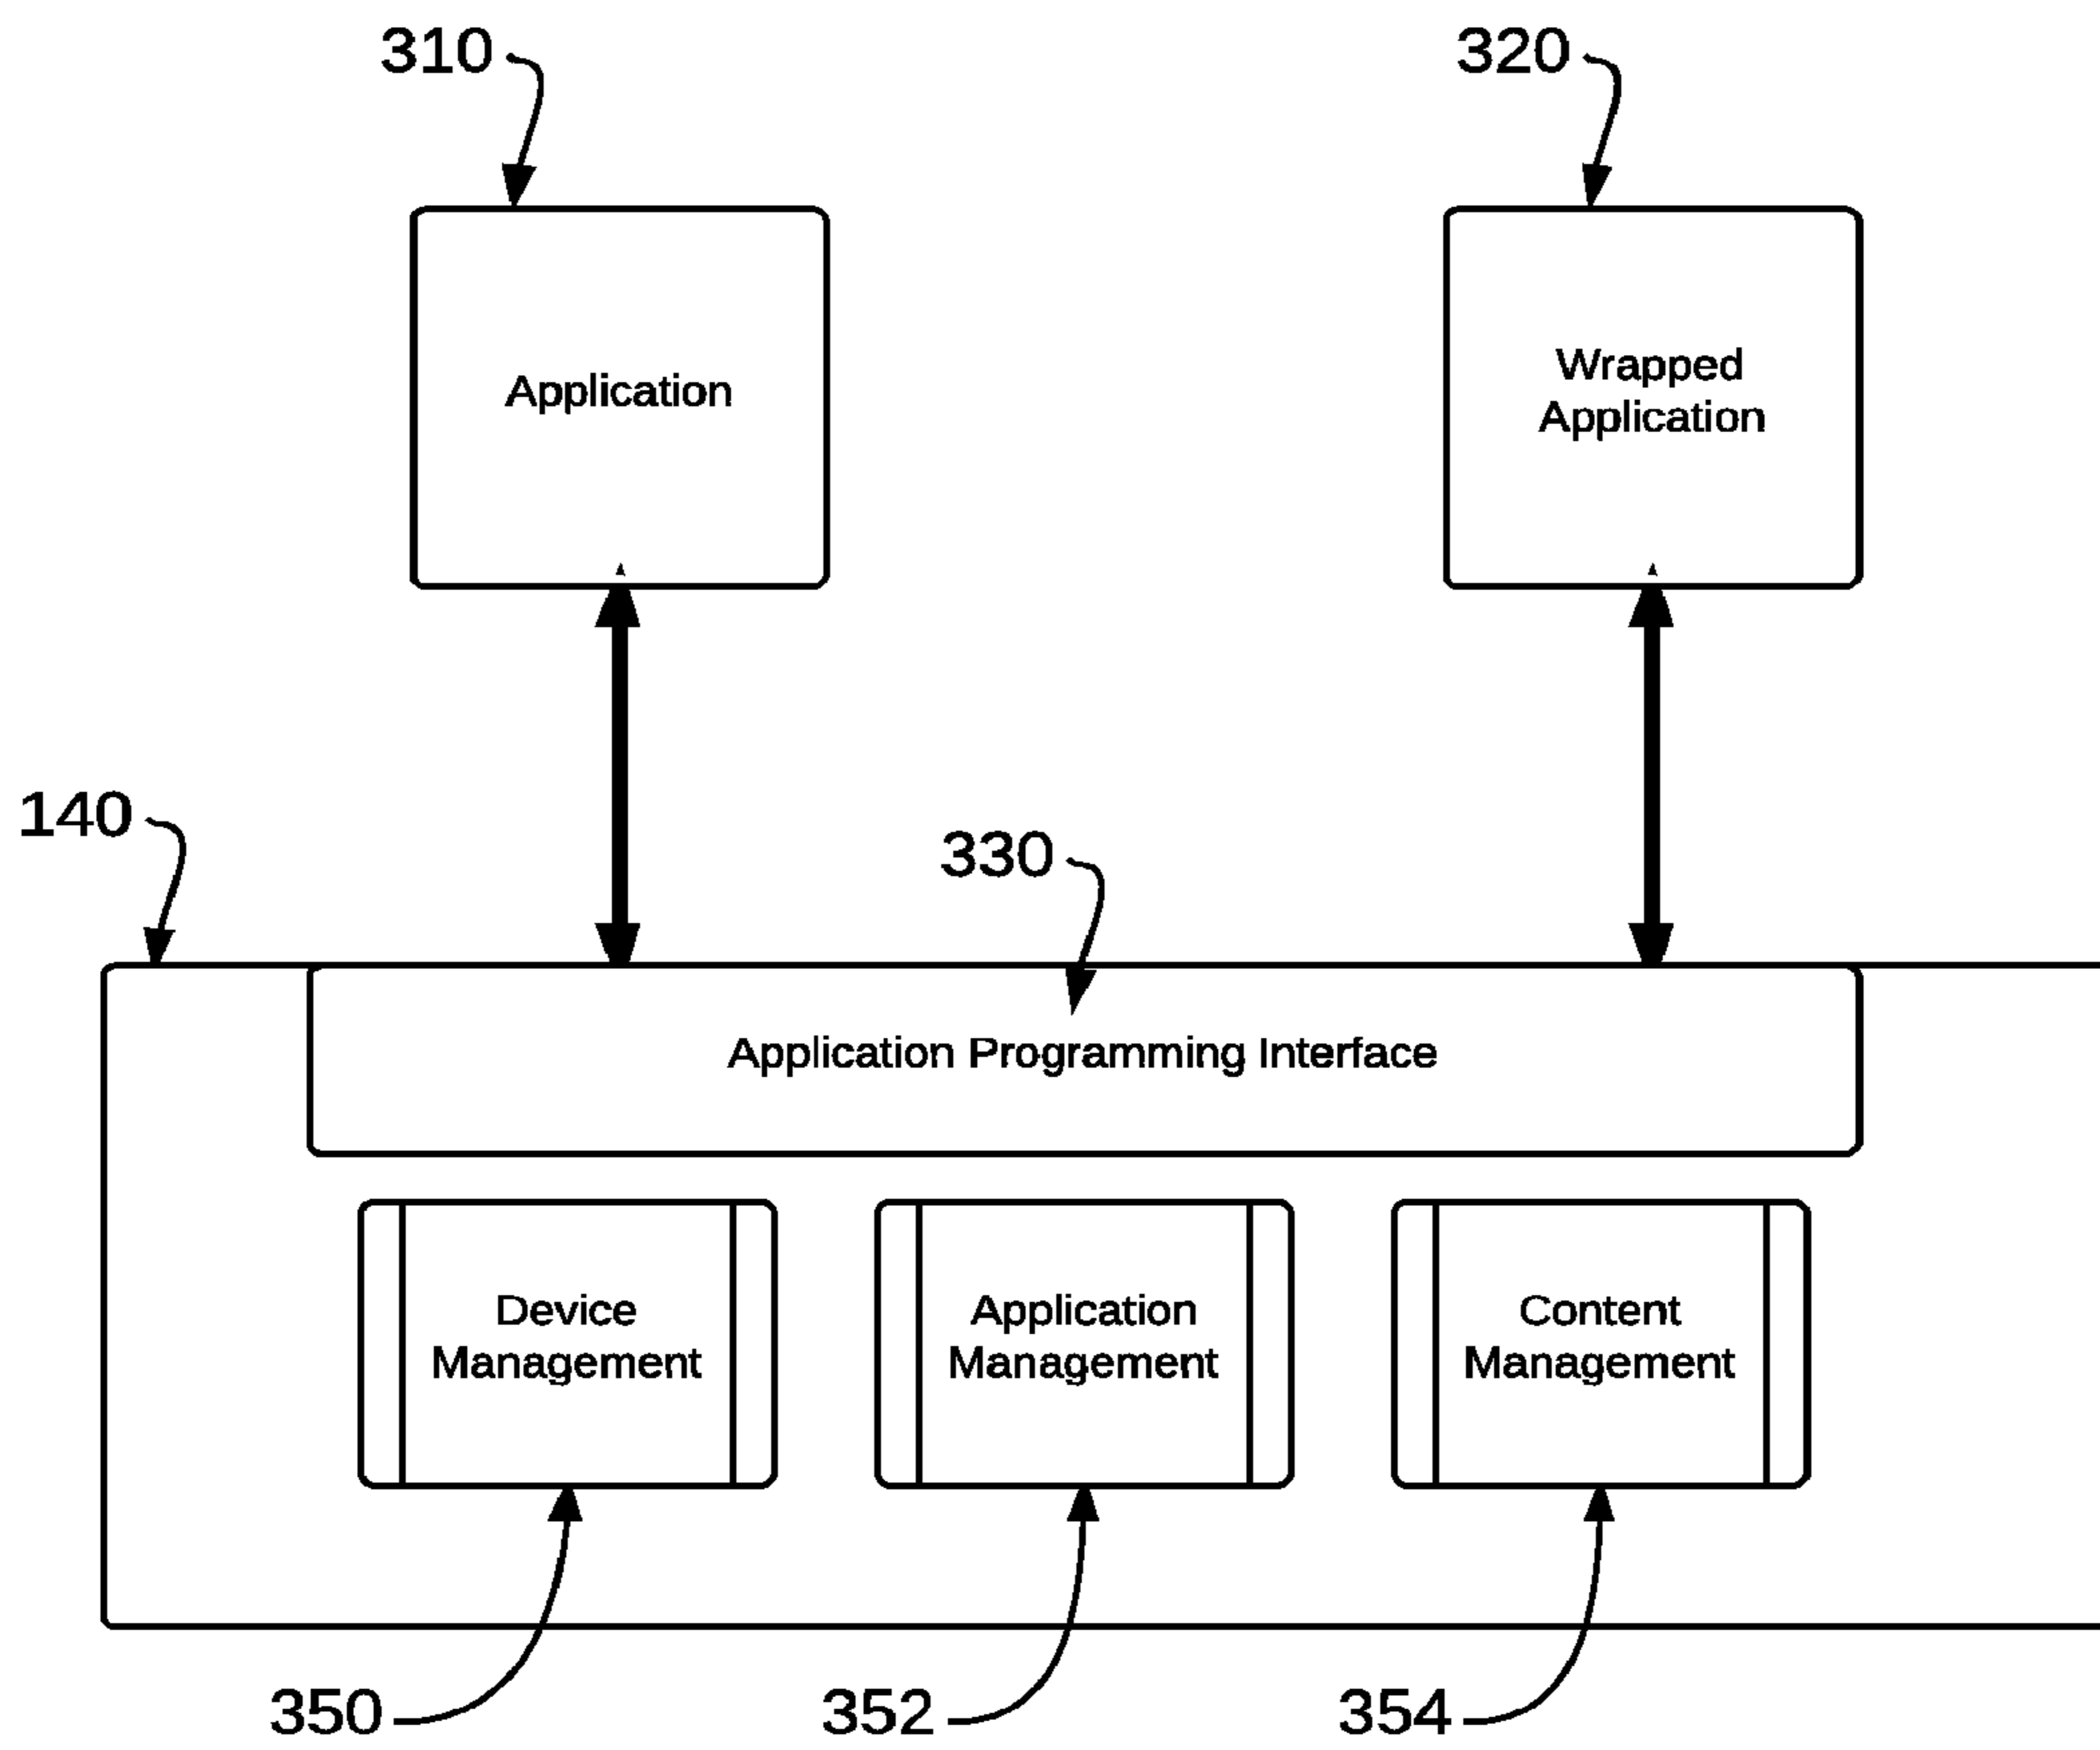 310
320
Application
Wrapped
Application
140
330
Application Programming Interface
Device
Management
Application
Management
Content
Management
350
352
354